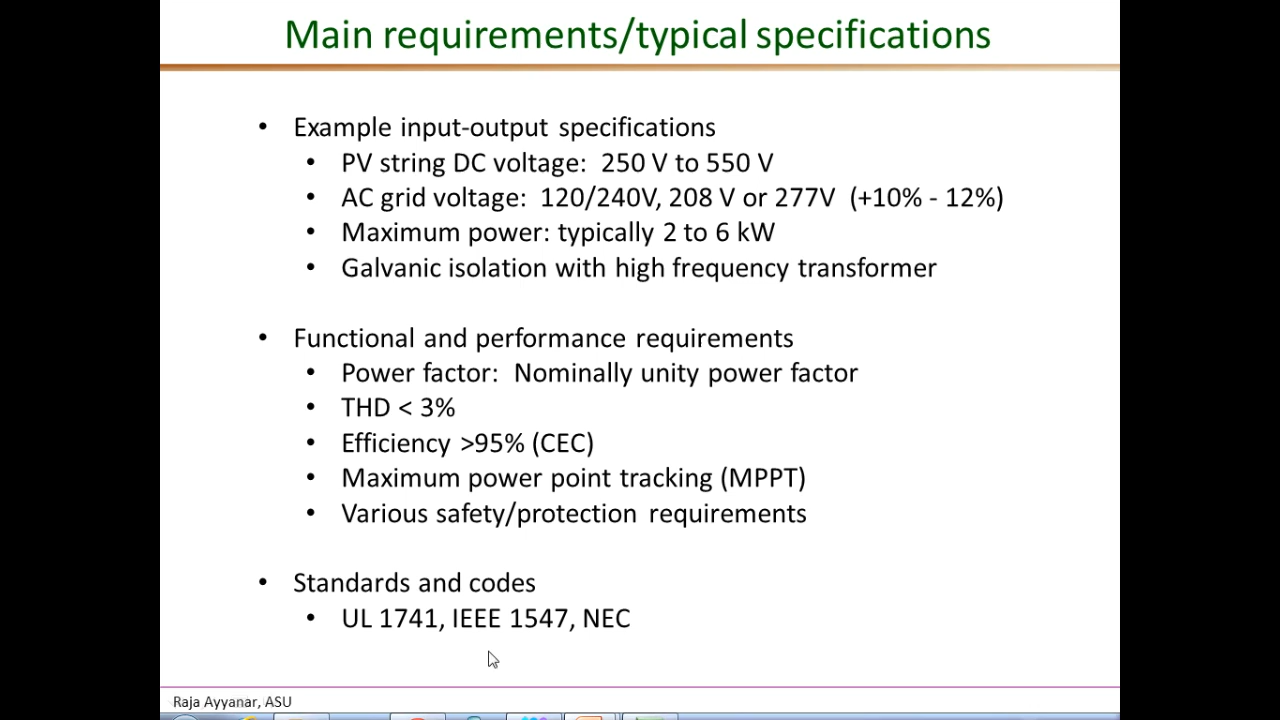 Main requirements/typical specifications
• Example input-output specifications
• PV string DC voltage: 250 V to 550 V
• AC grid voltage: 120/240V, 208 V or 277V (+10% - 12%)
• Maximum power: typically 2 to 6 kW
• Galvanic isolation with high frequency transformer
• Functional and performance requirements
• Power factor: Nominally unity power factor
• THD < 3%
• Efficiency >95% (CEC)
• Maximum power point tracking (MPPT)
• Various safety/protection requirements
• Standards and codes
• UL 1741, IEEE 1547, NEC
Raja Ayyanar, ASU